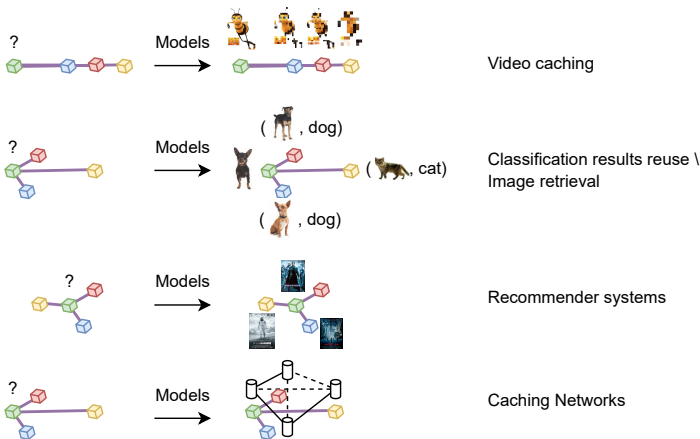 ?
Models
Video caching
?
Models
( , dog)
( , cat)
( , dog)
Classification results reuse \
Image retrieval
?
Models
Recommender systems
?
Models
Caching Networks